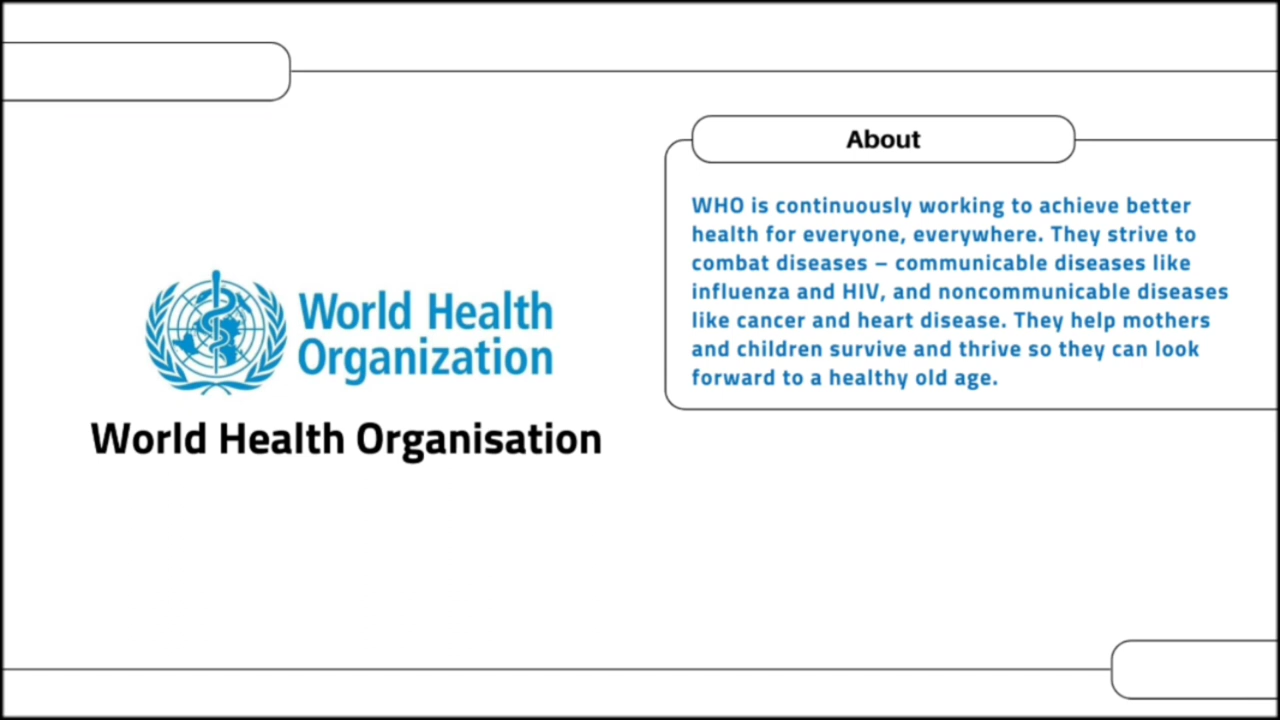 World Health
Organization
World Health Organisation
About
WHO is continuously working to achieve better
health for everyone, everywhere. They strive to
combat diseases – communicable diseases like
influenza and HIV, and noncommunicable diseases
like cancer and heart disease. They help mothers
and children survive and thrive so they can look
forward to a healthy old age.